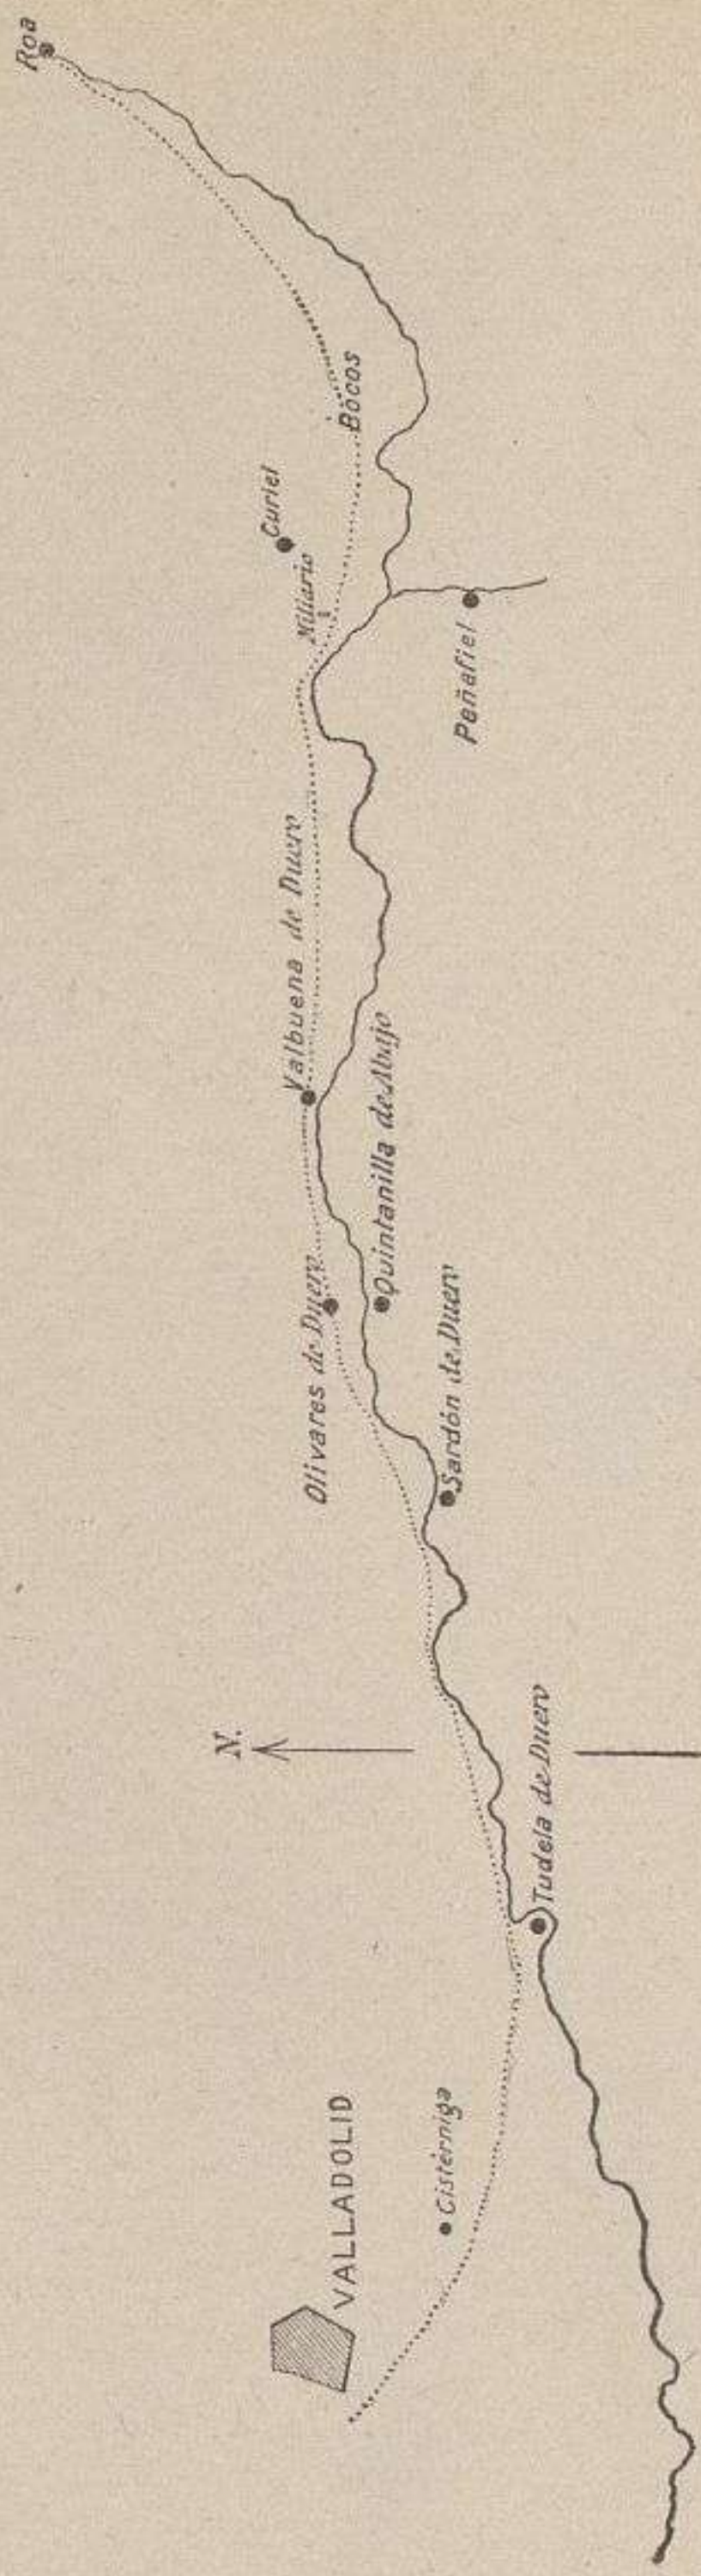 Roa
Bócos
Curiel
Miliario
Peñafiel
Valbuena de Duero
Quintanilla de Abajo
Olivares de Duero
Sardón de Duero
N.
Tudela de Duero
Cistérniga
VALLADOLID